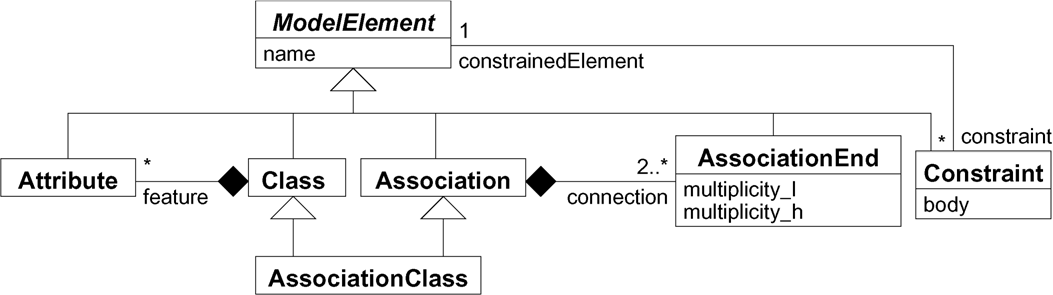 ModelElement
name
1
constrainedElement
Attribute
*
feature
Class
Association
2..*
connection
AssociationEnd
multiplicity_l
multiplicity_h
*
constraint
Constraint
body
AssociationClass